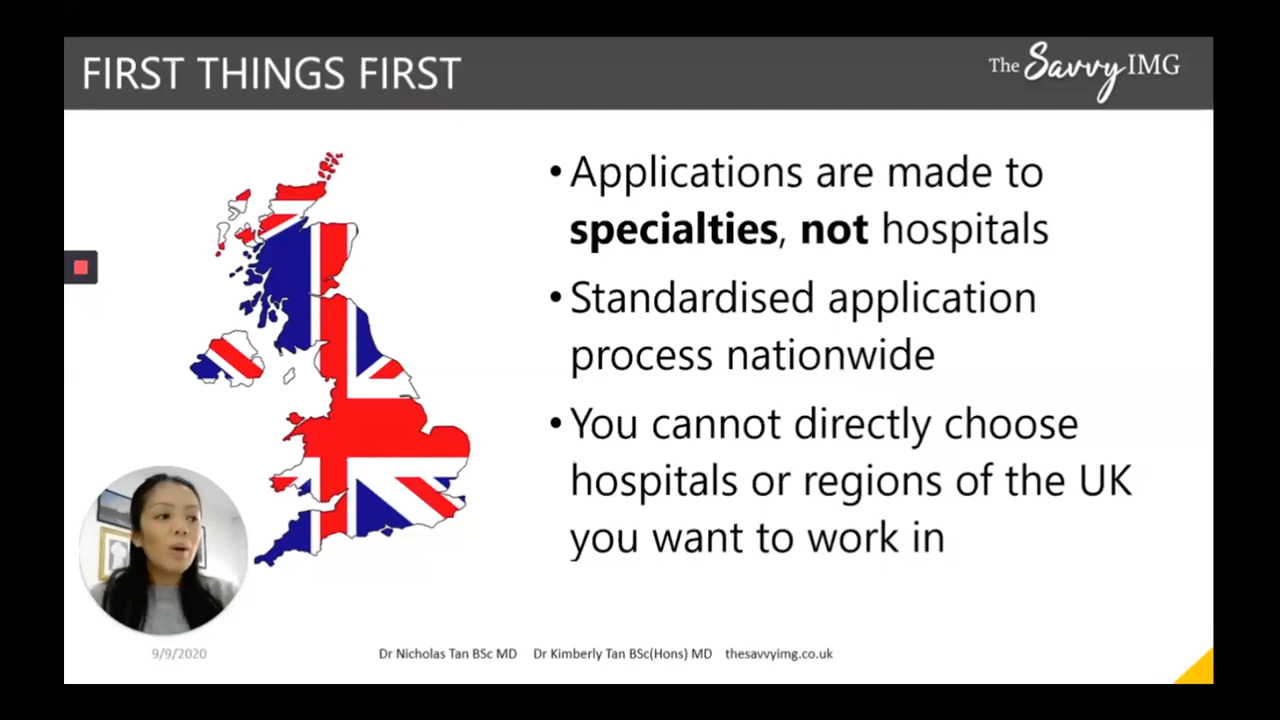 FIRST THINGS FIRST
The Savvy IMG
•Applications are made to
specialties, not hospitals
•Standardised application
process nationwide
•You cannot directly choose
hospitals or regions of the UK
you want to work in
9/9/2020
Dr Nicholas Tan BSc MD Dr Kimberly Tan BSc(Hons) MD thesavvyimg.co.uk